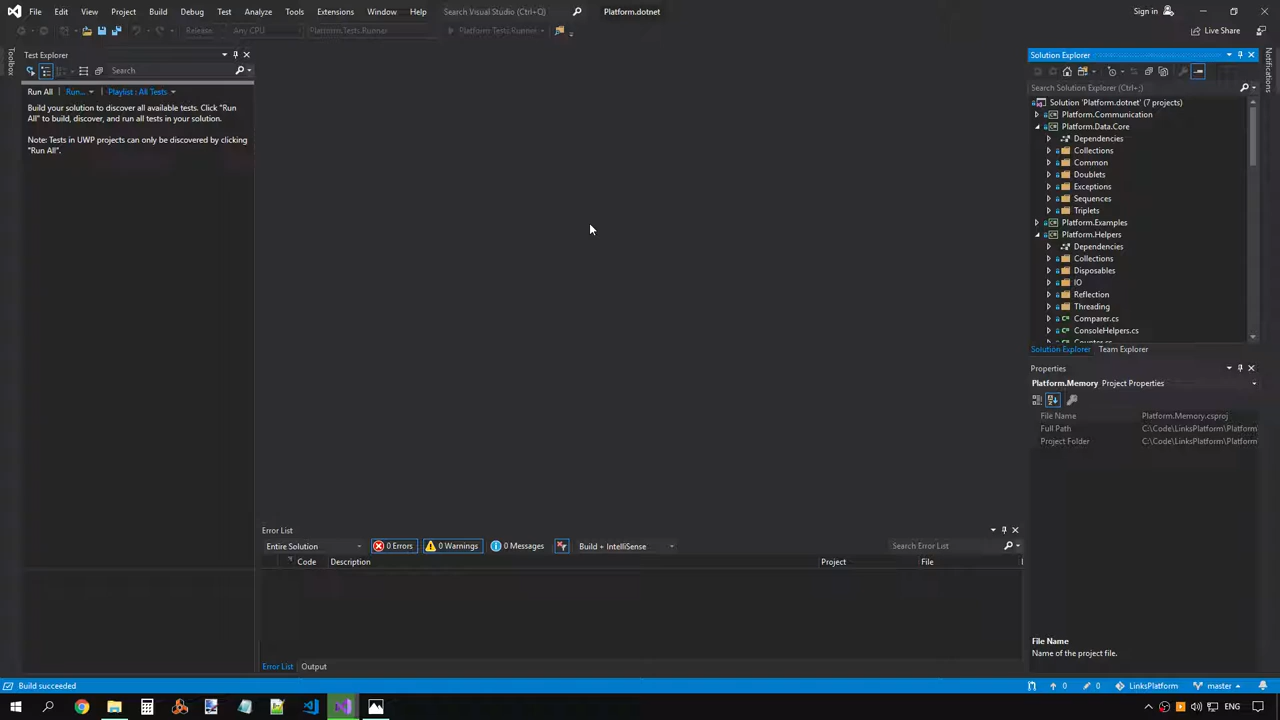 File Edit View Project Build Debug Test Analyze Tools Extensions Window Help Search Visual Studio (Ctrl+Q) Platform.dotnet Sign in
Release Any CPU Platform.Tests.Runner Platform.Tests.Runner Live Share
Toolbox
Test Explorer
Search
Run All Run... Playlist : All Tests
Build your solution to discover all available tests. Click "Run
All" to build, discover, and run all tests in your solution.
Note: Tests in UWP projects can only be discovered by clicking
"Run All".
Solution Explorer
Search Solution Explorer (Ctrl+;)
Solution 'Platform.dotnet' (7 projects)
Platform.Communication
Platform.Data.Core
Dependencies
Collections
Common
Doublets
Exceptions
Sequences
Triplets
Platform.Examples
Platform.Helpers
Dependencies
Collections
Disposables
IO
Reflection
Threading
Comparer.cs
ConsoleHelpers.cs
Counter.cs
Solution Explorer Team Explorer
Notifications
Properties
Platform.Memory Project Properties
File Name Platform.Memory.csproj
Full Path C:\Code\LinksPlatform\Platform
Project Folder C:\Code\LinksPlatform\Platform
File Name
Name of the project file.
Error List
Entire Solution 0 Errors 0 Warnings 0 Messages Build + IntelliSense Search Error List
Code Description Project File
Error List Output
Build succeeded 0 0 LinksPlatform master
ENG